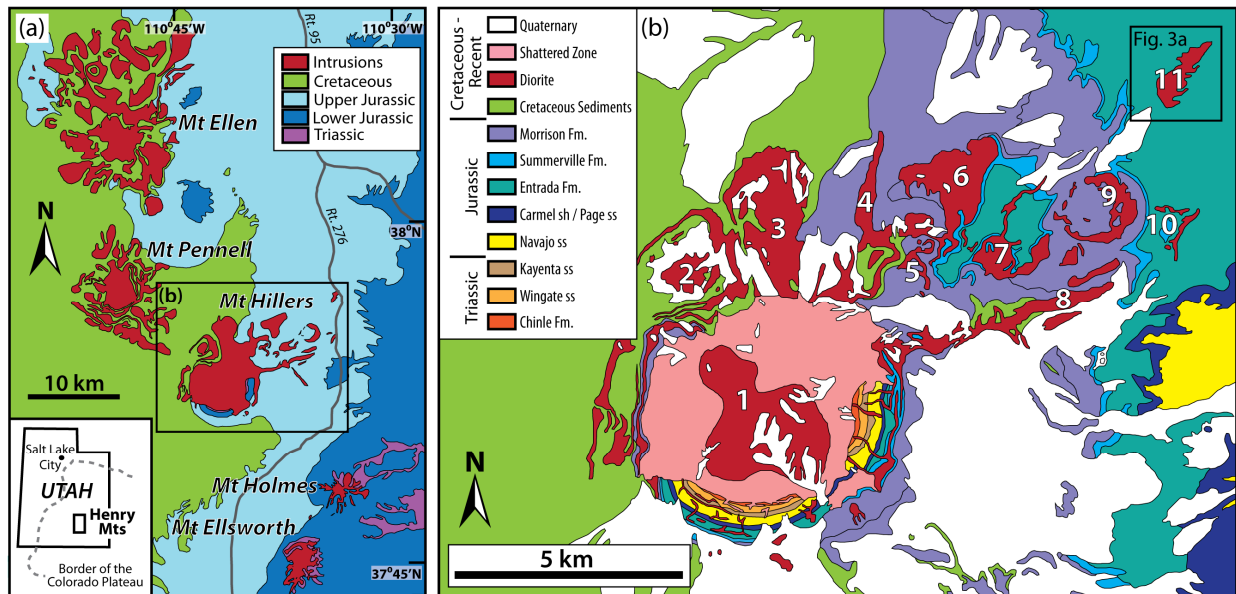 (a)
110°45'W
110°30'W
Rt. 95
Intrusions
Cretaceous
Upper Jurassic
Lower Jurassic
Triassic
Mt Ellen
N
Rt. 276
38°N
Mt Pennell
(b)
Mt Hillers
10 km
Salt Lake
City
UTAH
Henry
Mts
Border of the
Colorado Plateau
Mt Holmes
Mt Ellsworth
37°45'N
Cretaceous -
Recent
Jurassic
Triassic
Quaternary
Shattered Zone
Diorite
Cretaceous Sediments
Morrison Fm.
Summerville Fm.
Entrada Fm.
Carmel sh / Page ss
Navajo ss
Kayenta ss
Wingate ss
Chinle Fm.
(b)
Fig. 3a
11
6
9
4
3
10
7
5
2
8
1
N
5 km